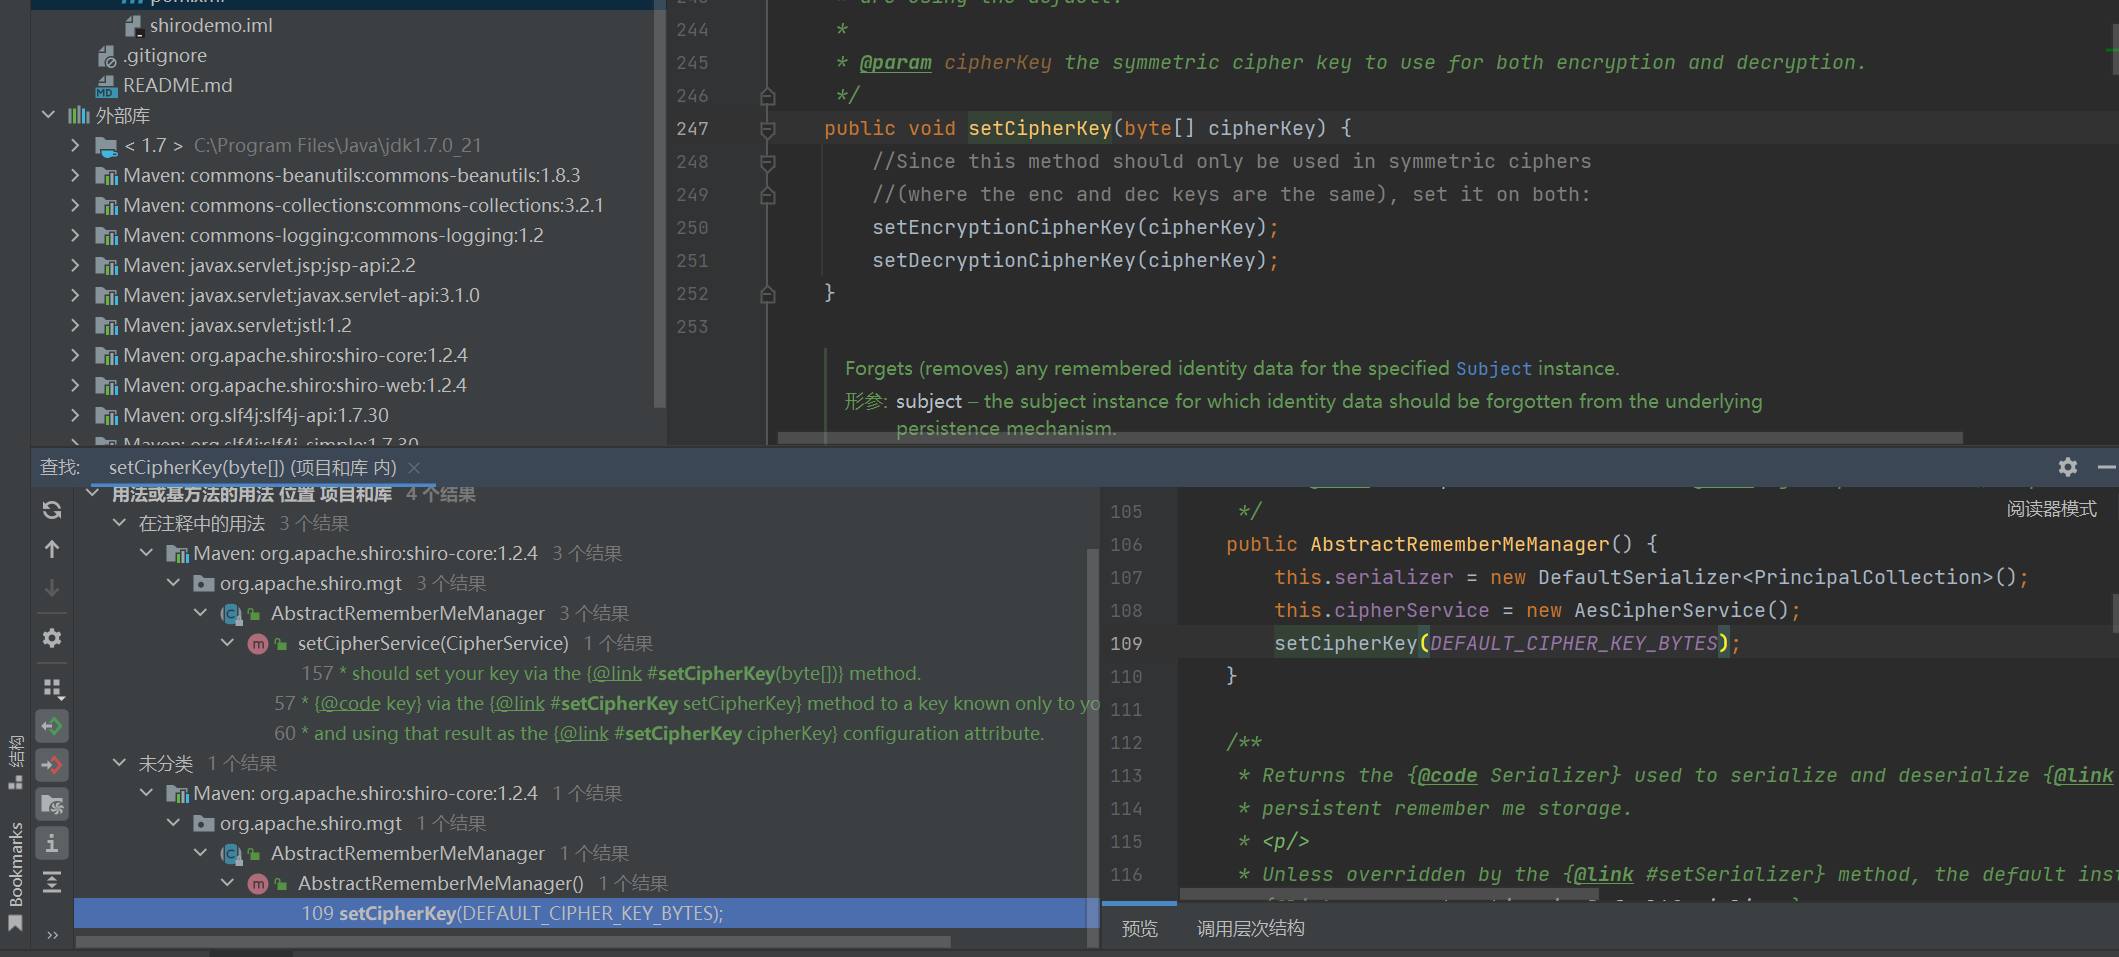 shirodemo.iml
.gitignore
README.md
外部库
< 1.7 > C:\Program Files\Java\jdk1.7.0_21
Maven: commons-beanutils:commons-beanutils:1.8.3
Maven: commons-collections:commons-collections:3.2.1
Maven: commons-logging:commons-logging:1.2
Maven: javax.servlet.jsp:jsp-api:2.2
Maven: javax.servlet:javax.servlet-api:3.1.0
Maven: javax.servlet:jstl:1.2
Maven: org.apache.shiro:shiro-core:1.2.4
Maven: org.apache.shiro:shiro-web:1.2.4
Maven: org.slf4j:slf4j-api:1.7.30
Maven: org.slf4j:slf4j-simple:1.7.30
* are using the default.
244 *
245 * @param cipherKey the symmetric cipher key to use for both encryption and decryption.
246 */
247 public void setCipherKey(byte[] cipherKey) {
248 //Since this method should only be used in symmetric ciphers
249 //(where the enc and dec keys are the same), set it on both:
250 setEncryptionCipherKey(cipherKey);
251 setDecryptionCipherKey(cipherKey);
252 }
253
Forgets (removes) any remembered identity data for the specified Subject instance.
形参: subject – the subject instance for which identity data should be forgotten from the underlying
persistence mechanism.
查找: setCipherKey(byte[]) (项目和库 内)
用法或基方法的用法 位置 项目和库 4 个结果
在注释中的用法 3 个结果
Maven: org.apache.shiro:shiro-core:1.2.4 3 个结果
org.apache.shiro.mgt 3 个结果
AbstractRememberMeManager 3 个结果
setCipherService(CipherService) 1 个结果
157 * should set your key via the {@link #setCipherKey(byte[])} method.
57 * {@code key} via the {@link #setCipherKey setCipherKey} method to a key known only to yo
60 * and using that result as the {@link #setCipherKey cipherKey} configuration attribute.
未分类 1 个结果
Maven: org.apache.shiro:shiro-core:1.2.4 1 个结果
org.apache.shiro.mgt 1 个结果
AbstractRememberMeManager 1 个结果
AbstractRememberMeManager() 1 个结果
109 setCipherKey(DEFAULT_CIPHER_KEY_BYTES);
阅读器模式
105 */
106 public AbstractRememberMeManager() {
107 this.serializer = new DefaultSerializer<PrincipalCollection>();
108 this.cipherService = new AesCipherService();
109 setCipherKey(DEFAULT_CIPHER_KEY_BYTES);
110 }
111
112 /**
113 * Returns the {@code Serializer} used to serialize and deserialize {@link
114 * persistent remember me storage.
115 * <p/>
116 * Unless overridden by the {@link #setSerializer} method, the default inst
预览 调用层次结构
结构
Bookmarks